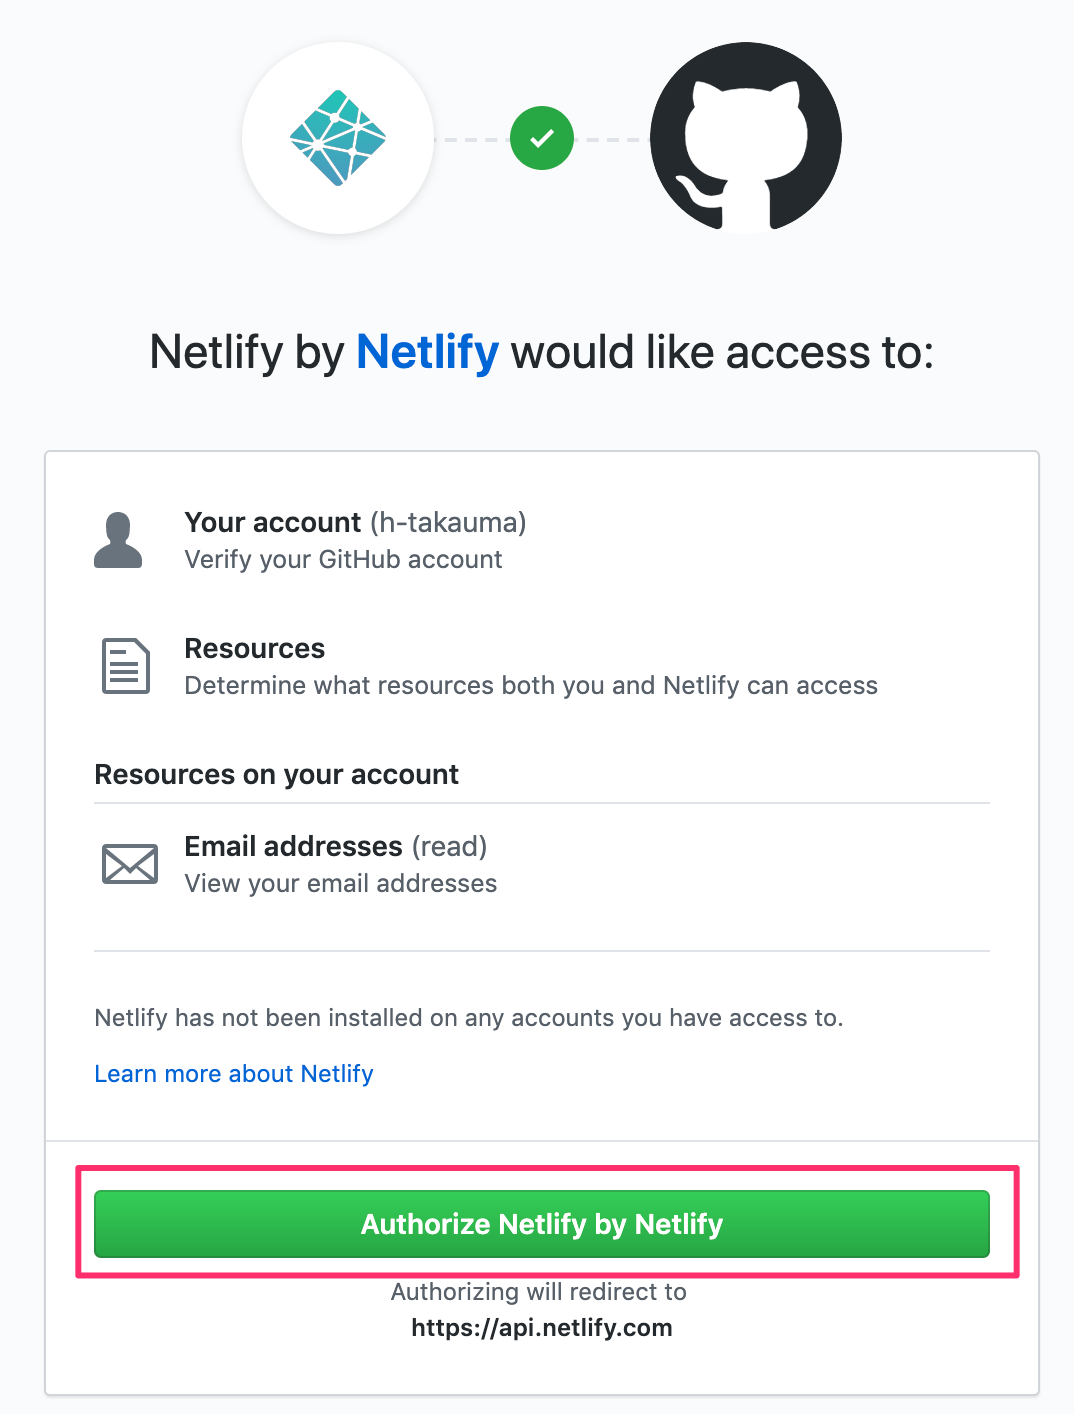 Netlify by Netlify would like access to:
Your account (h-takauma)
Verify your GitHub account
Resources
Determine what resources both you and Netlify can access
Resources on your account
Email addresses (read)
View your email addresses
Netlify has not been installed on any accounts you have access to.
Learn more about Netlify
Authorize Netlify by Netlify
Authorizing will redirect to
https://api.netlify.com